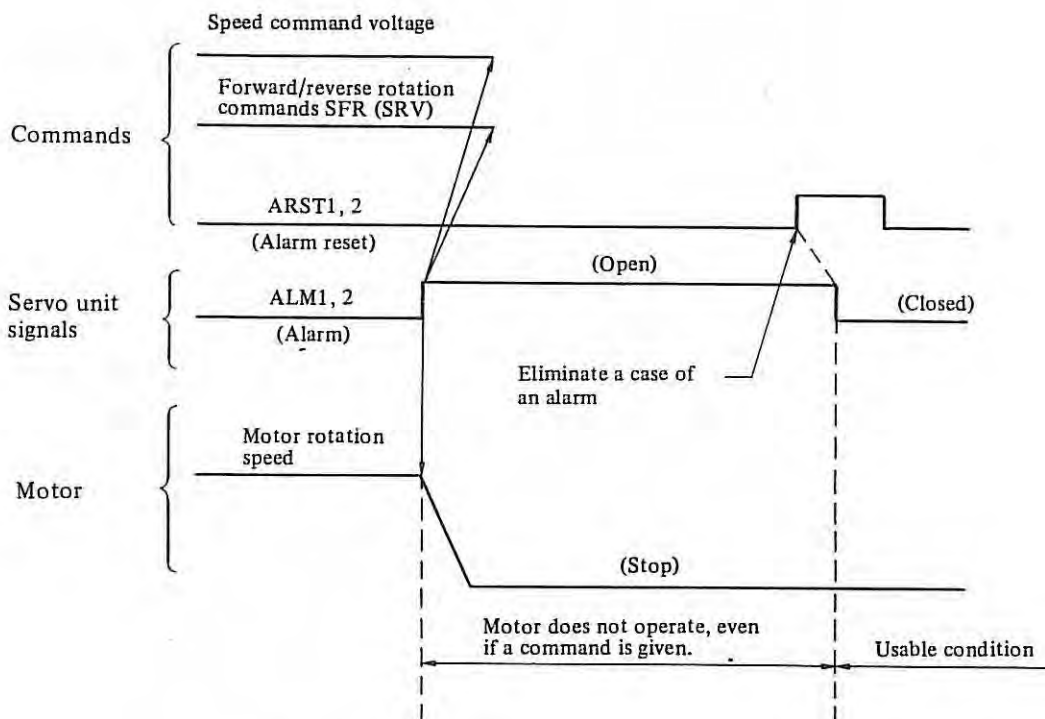 Speed command voltage
Forward/reverse rotation
commands SFR (SRV)
Commands
ARST1, 2
(Alarm reset)
(Open)
Servo unit
signals
ALM1, 2
(Alarm)
(Closed)
Eliminate a case of
an alarm
Motor rotation
speed
Motor
(Stop)
Motor does not operate, even
if a command is given.
Usable condition